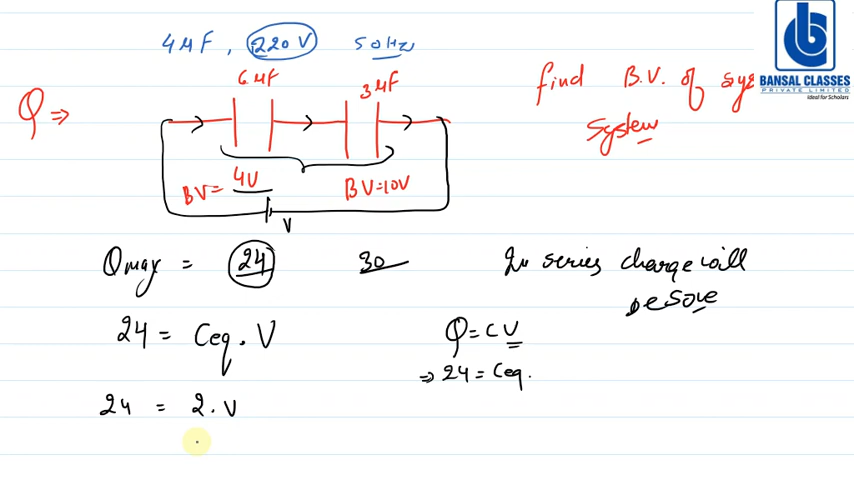 4μF, 220V 50Hz
6μF 3μF
Q ⇒
find B.V. of sys
System
BV= 4V BV=10V
V
Qmax = 24 30
In series charge will
be same
24 = Ceq. V
Q=CV
⇒ 24 = Ceq.
24 = 2. V
BANSAL CLASSES
PRIVATE LIMITED
Ideal for Scholars